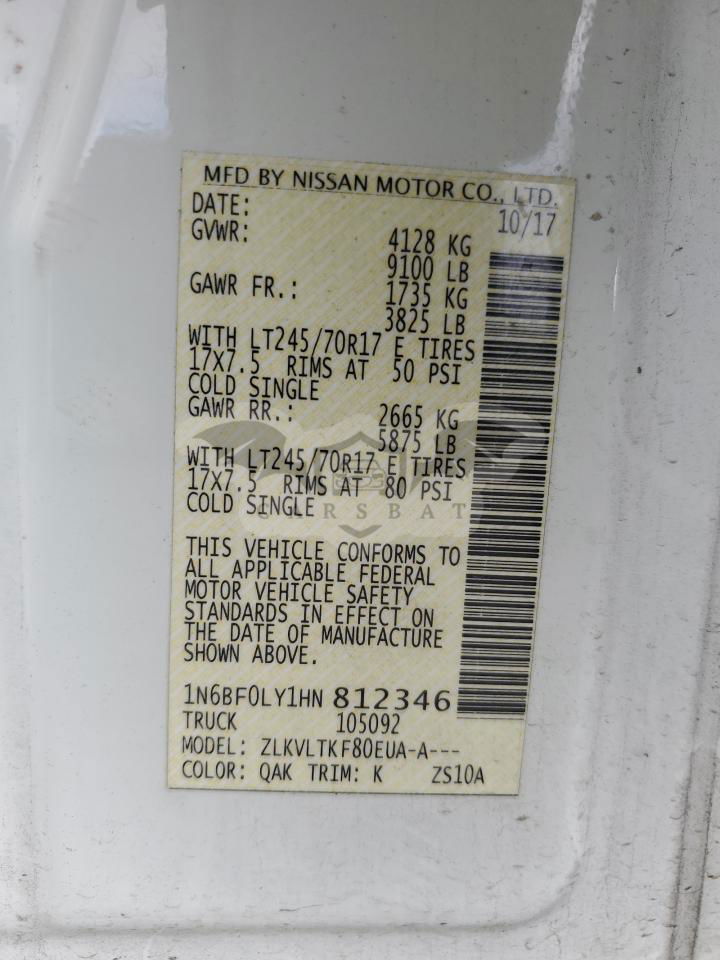 MFD BY NISSAN MOTOR CO., LTD.
DATE: 10/17
GVWR: 4128 KG
9100 LB
GAWR FR.: 1735 KG
3825 LB
WITH LT245/70R17 E TIRES
17X7.5 RIMS AT 50 PSI
COLD SINGLE
GAWR RR.: 2665 KG
5875 LB
WITH LT245/70R17 E TIRES
17X7.5 RIMS AT 80 PSI
COLD SINGLE
CARSBAT
THIS VEHICLE CONFORMS TO
ALL APPLICABLE FEDERAL
MOTOR VEHICLE SAFETY
STANDARDS IN EFFECT ON
THE DATE OF MANUFACTURE
SHOWN ABOVE.
1N6BF0LY1HN 812346
TRUCK 105092
MODEL: ZLKVLTKF80EUA-A---
COLOR: QAK TRIM: K ZS10A